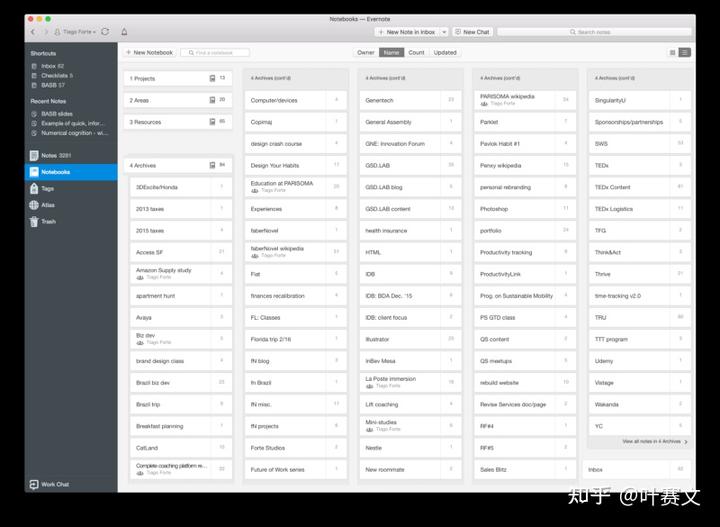 Notebooks — Evernote
Tiago Forte
+ New Note in Inbox
New Chat
Search notes
Shortcuts
Inbox 62
Checklists 5
BASB 57
Recent Notes
BASB slides
Example of quick, infor...
Numerical cognition - wi...
Notes 3281
Notebooks
Tags
Atlas
Trash
Work Chat
+ New Notebook
Find a notebook
Owner Name Count Updated
1 Projects 13
2 Areas 20
3 Resources 65
4 Archives 84
3DExcite/Honda 1
2013 taxes 1
2015 taxes 4
Access SF 21
Amazon Supply study
Tiago Forte
apartment hunt 1
Avaya 3
Biz dev
Tiago Forte
brand design class 4
Brazil biz dev 23
Brazil trip 9
Breakfast planning 1
CatLand 10
Complete coaching platform re... 32
Tiago Forte
4 Archives (cont'd)
Computer/devices 4
Copimaj 1
design crash course 4
Design Your Habits 17
Education at PARISOMA 20
Tiago Forte
Experiences 8
faberNovel 1
faberNovel wikipedia 51
Tiago Forte
Fiat 5
finances recalibration 4
FL: Classes 1
Florida trip 2/16 1
fN blog 3
fn Brazil 1
fN misc. 17
fN projects 6
Forte Studios 2
Future of Work series 1
4 Archives (cont'd)
Genentech 23
General Assembly 1
GNE: Innovation Forum 4
GSD.LAB 35
GSD.LAB blog 5
GSD.LAB content 13
health insurance 1
HTML 1
IDB 9
IDB: BDA Dec. '15 6
IDB: client focus 2
Illustrator 25
InBev Mesa 1
La Poste immersion 16
Tiago Forte
Lift coaching 4
Mini-studies 6
Tiago Forte
Nestle 1
New roommate 2
4 Archives (cont'd)
PARISOMA wikipedia 24
Tiago Forte
Parklet 7
Pavlok Habit #1 4
Penxy wikipedia 15
personal rebranding 9
Photoshop 11
portfolio 24
Productivity tracking 9
ProductivityLink 1
Prog. on Sustainable Mobility 4
PS GTD class 4
QS content 2
QS meetups 5
rebuild website 10
Revise Services doc/page 2
RF#4 1
RF#5 2
Sales Blitz 1
4 Archives (cont'd)
SingularityU 1
Sponsorships/partnerships 5
SWS 53
TEDx 3
TEDx Content 81
TEDx Logistics 11
TFG 2
Think&Act 3
Thrive 21
time-tracking v2.0 1
TRU 80
TTT program 3
Udemy 1
Vistage 1
Wakanda 2
YC 5
View all notes in 4 Archives
Inbox 62
知乎 @叶赛文